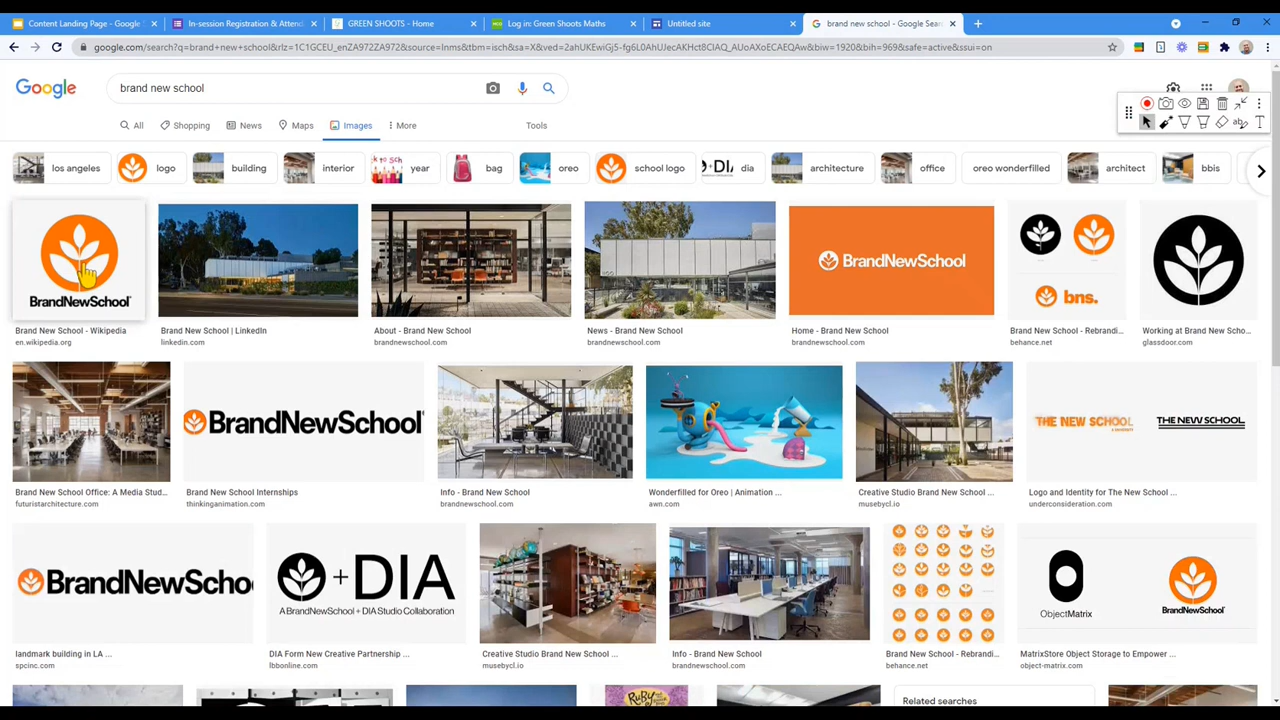 Content Landing Page - Google S
In-session Registration & Attend
GREEN SHOOTS - Home
Log in: Green Shoots Maths
Untitled site
brand new school - Google Sear
google.com/search?q=brand+new+school&rlz=1C1GCEU_enZA972ZA972&source=lnms&tbm=isch&sa=X&ved=2ahUKEwiGj5-fg6L0AhUJecAKHct8CIAQ_AUoAXoECAEQAw&biw=1920&bih=969&safe=active&ssui=on
Google
brand new school
All
Shopping
News
Maps
Images
More
Tools
los angeles
logo
building
interior
year
bag
oreo
school logo
dia
architecture
office
oreo wonderfilled
architect
bbis
BrandNewSchool
BrandNewSchool
bns.
Brand New School - Wikipedia
en.wikipedia.org
Brand New School | LinkedIn
linkedin.com
About - Brand New School
brandnewschool.com
News - Brand New School
brandnewschool.com
Home - Brand New School
brandnewschool.com
Brand New School - Rebrandi...
behance.net
Working at Brand New Scho...
glassdoor.com
BrandNewSchool
THE NEW SCHOOL
THE NEW SCHOOL
Brand New School Office: A Media Stud...
futuristarchitecture.com
Brand New School Internships
thinkinganimation.com
Info - Brand New School
brandnewschool.com
Wonderfilled for Oreo | Animation ...
awn.com
Creative Studio Brand New School ...
musebycl.io
Logo and Identity for The New School ...
underconsideration.com
BrandNewScho
+DIA
A BrandNewSchool + DIA Studio Collaboration
ObjectMatrix
BrandNewSchool
landmark building in LA ...
spcinc.com
DIA Form New Creative Partnership ...
lbbonline.com
Creative Studio Brand New School ...
musebycl.io
Info - Brand New School
brandnewschool.com
Brand New School - Rebrandi...
behance.net
MatrixStore Object Storage to Empower ...
object-matrix.com
Ruby
Related searches